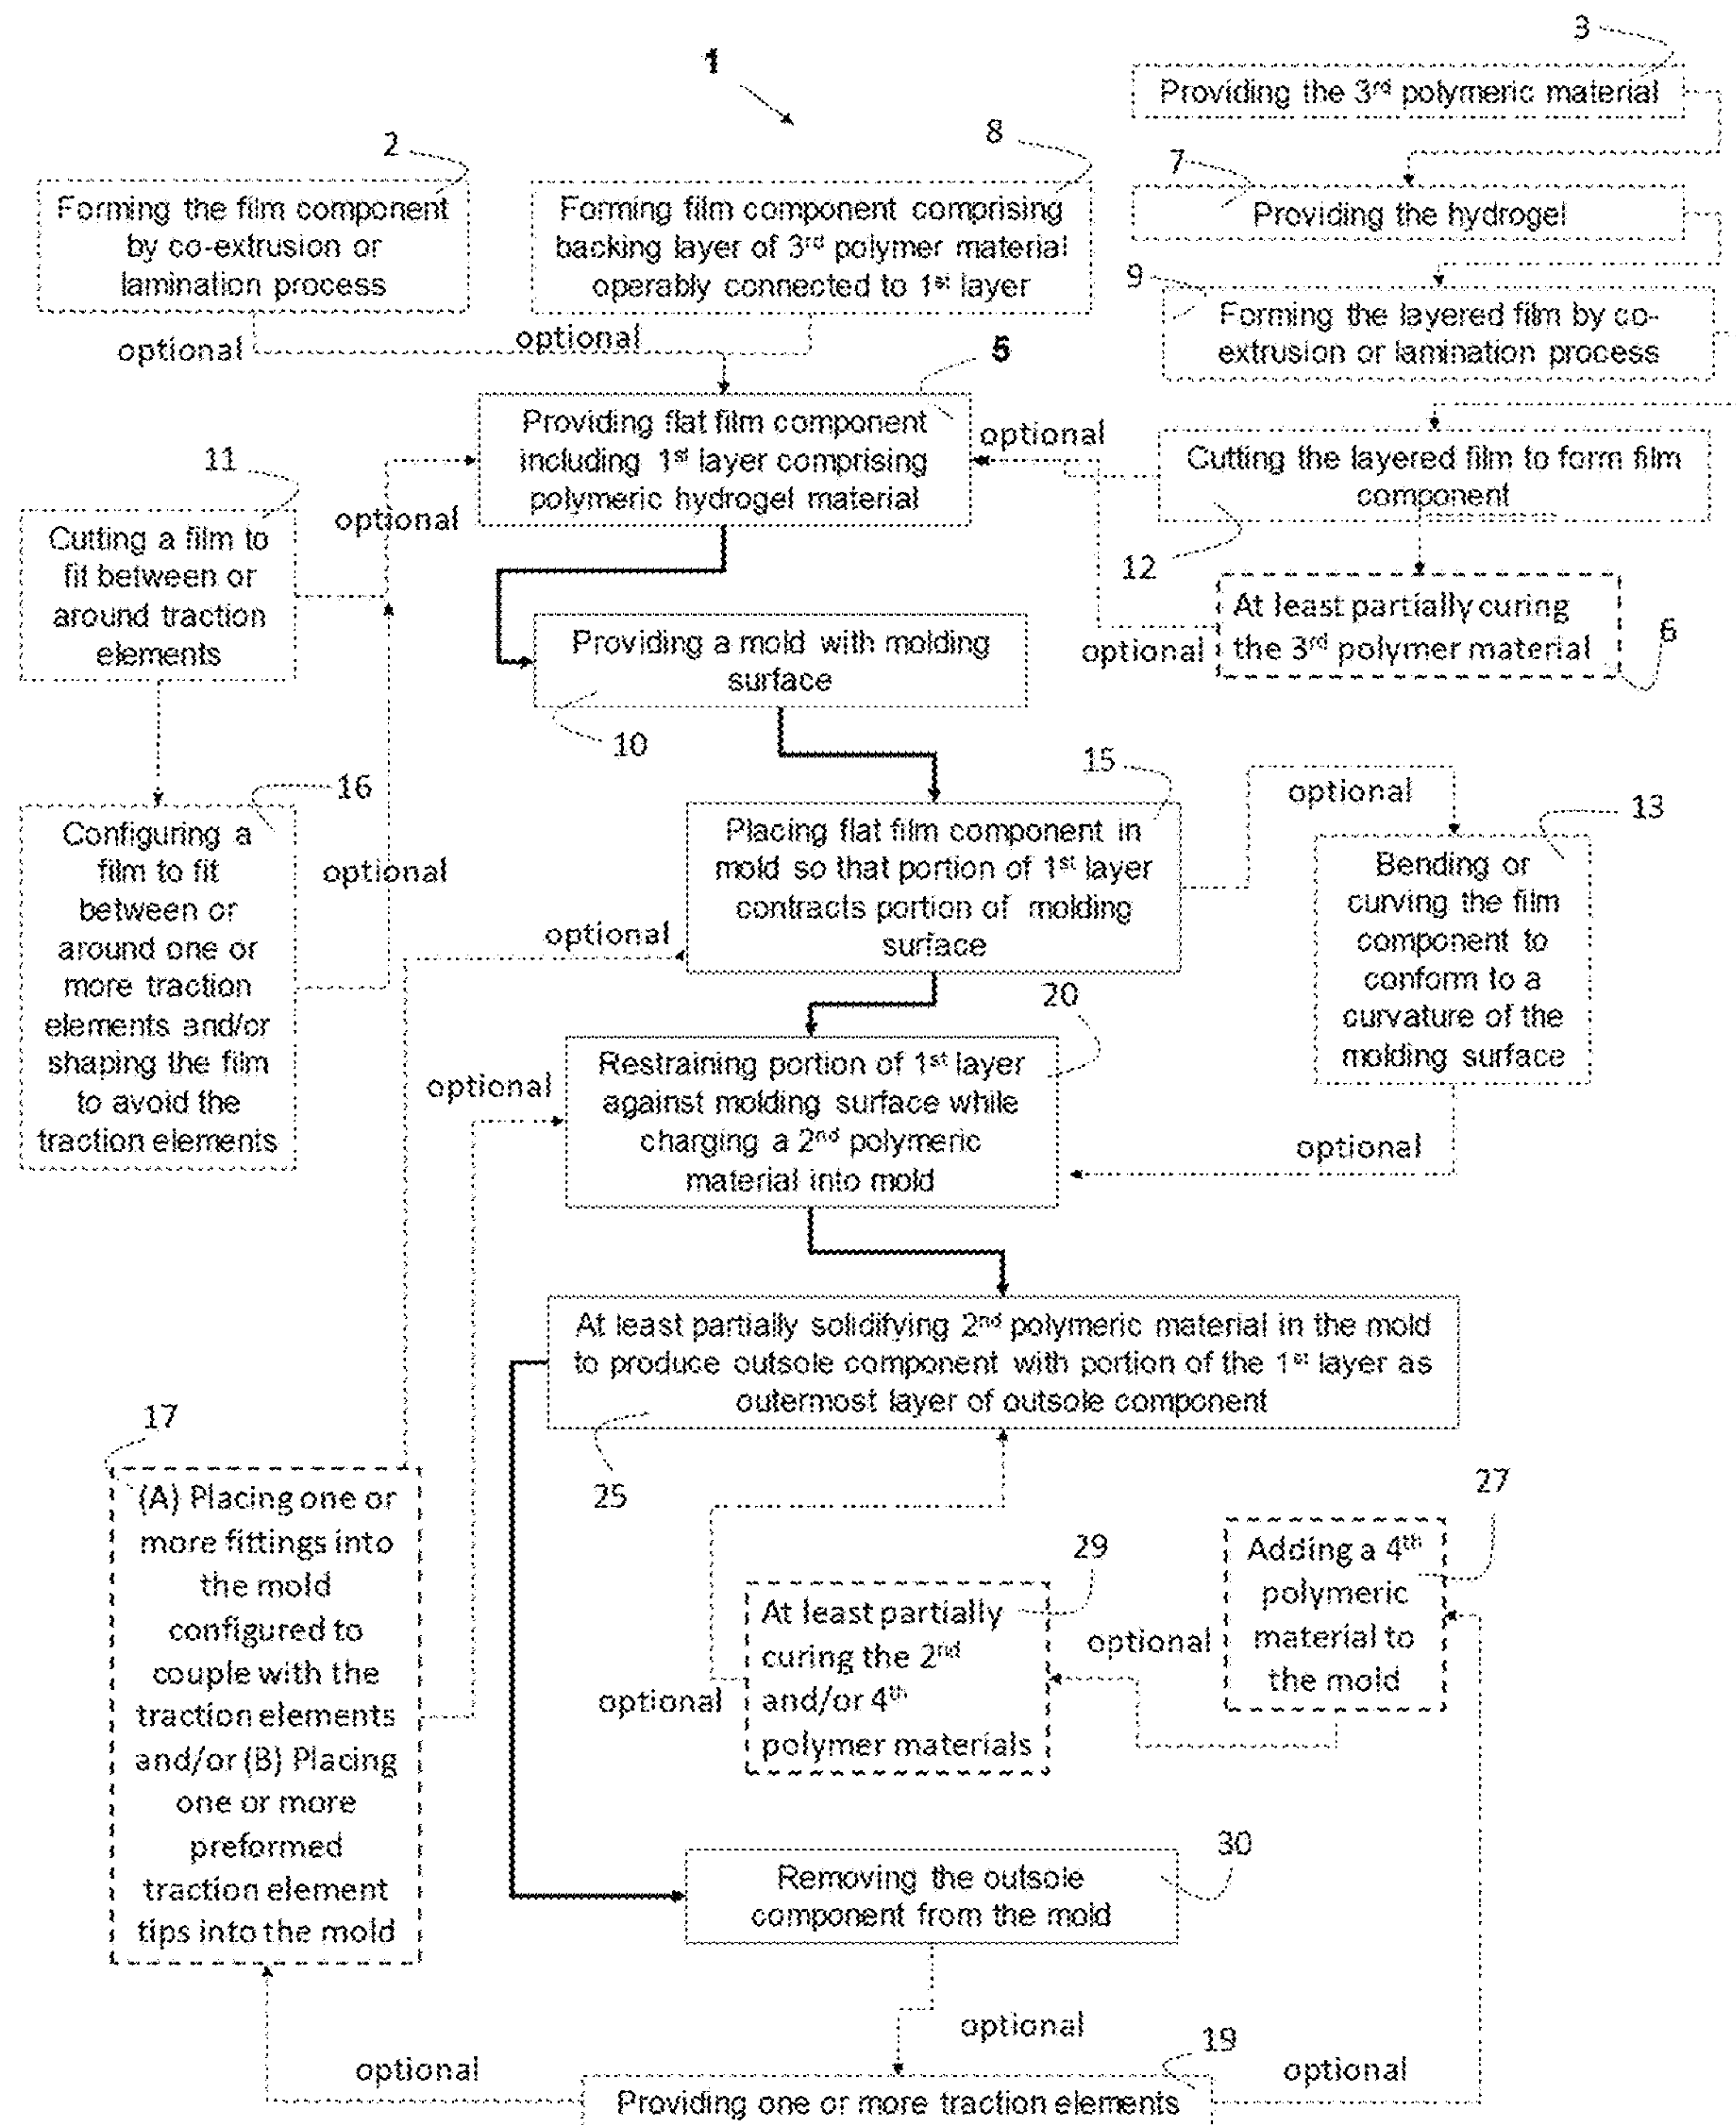 1
3
Providing the 3rd polymeric material
2
8
7
Forming the film component
by co-extrusion or
lamination process
Forming film component comprising
backing layer of 3rd polymer material
operably connected to 1st layer
Providing the hydrogel
9
Forming the layered film by co-
extrusion or lamination process
optional
optional
5
Providing flat film component
including 1st layer comprising
polymeric hydrogel material
optional
Cutting the layered film to form film
component
11
optional
12
Cutting a film to
fit between or
around traction
elements
Providing a mold with molding
surface
10
optional
At least partially curing
the 3rd polymer material
6
16
15
optional
13
Configuring a
film to fit
between or
around one or
more traction
elements and/or
shaping the film
to avoid the
traction elements
optional
Placing flat film component in
mold so that portion of 1st layer
contracts portion of molding
surface
Bending or
curving the film
component to
conform to a
curvature of the
molding surface
optional
20
optional
Restraining portion of 1st layer
against molding surface while
charging a 2nd polymeric
material into mold
optional
At least partially solidifying 2nd polymeric material in the mold
to produce outsole component with portion of the 1st layer as
outermost layer of outsole component
17
25
27
(A) Placing one or
more fittings into
the mold
configured to
couple with the
traction elements
and/or (B) Placing
one or more
preformed
traction element
tips into the mold
29
Adding a 4th
polymeric
material to
the mold
At least partially
curing the 2nd
and/or 4th
polymer materials
optional
optional
30
Removing the outsole
component from the mold
optional
19
optional
optional
Providing one or more traction elements